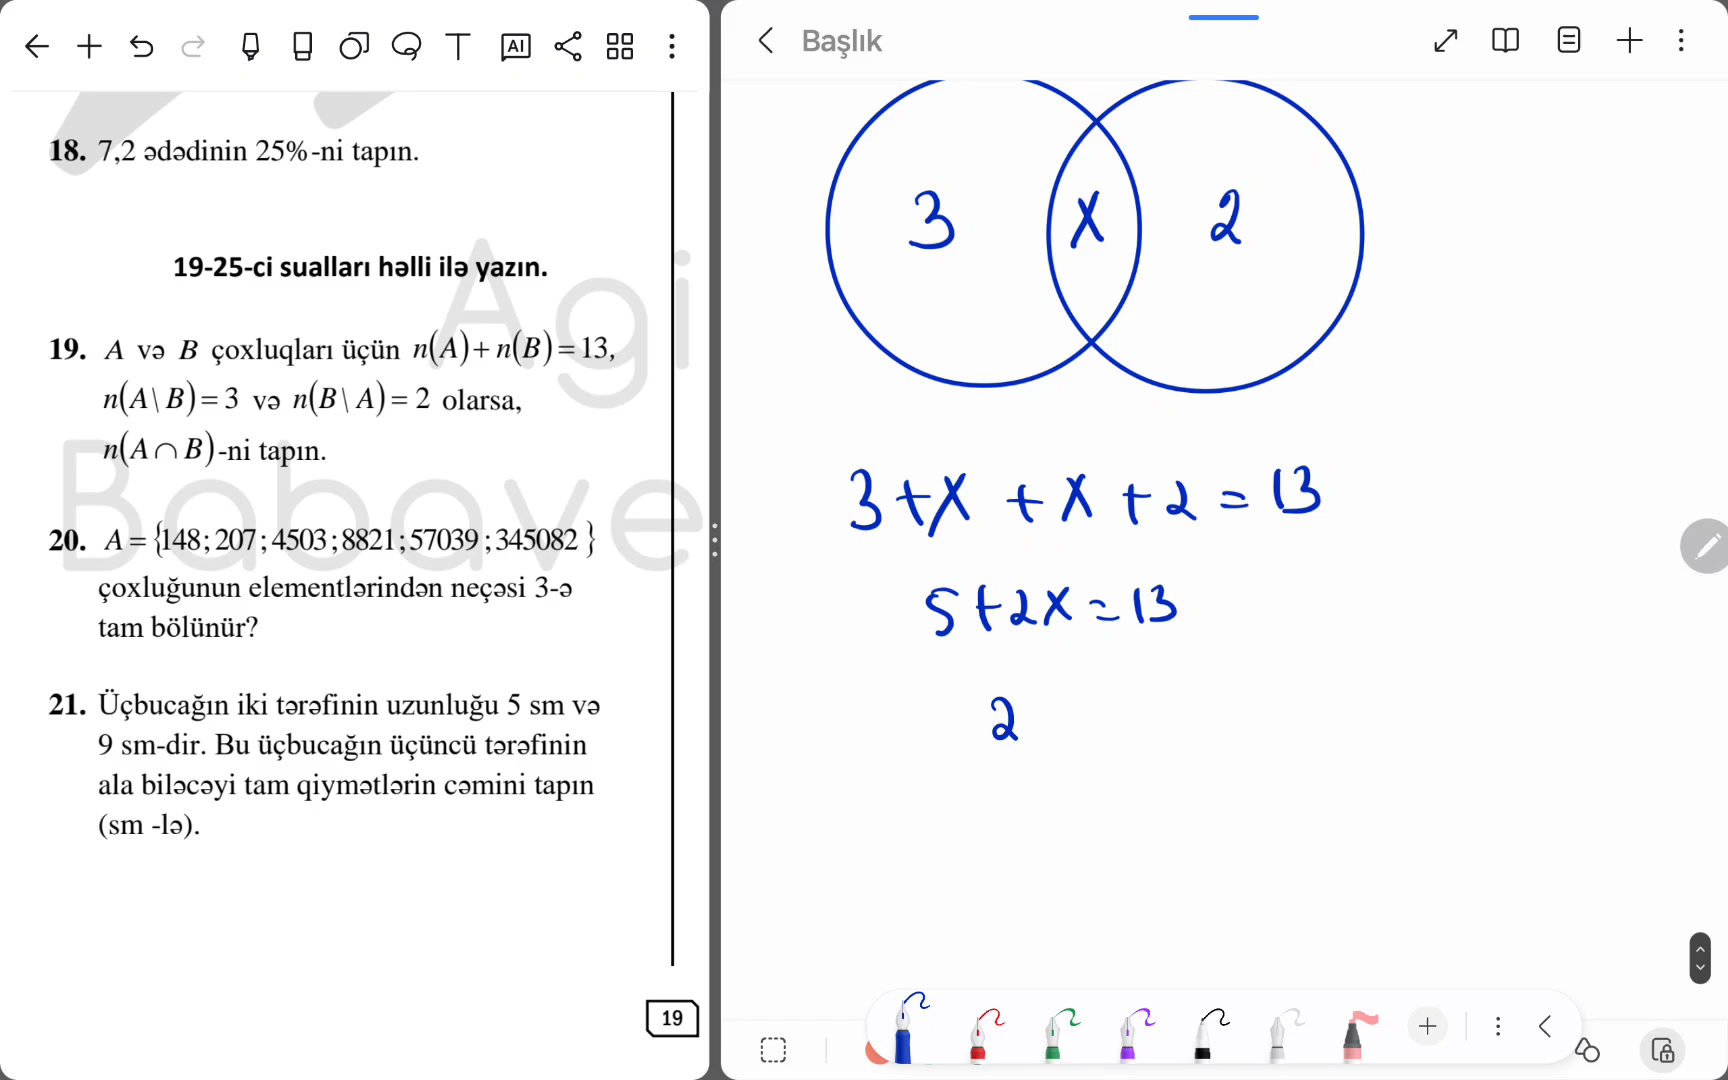 Başlık
18. 7,2 ədədinin 25%-ni tapın.
19-25-ci sualları həlli ilə yazın.
19. A və B çoxluqları üçün n(A)+n(B)=13,
n(A\B)=3 və n(B\A)=2 olarsa,
n(A∩B)-ni tapın.
20. A={148;207;4503;8821;57039;345082}
çoxluğunun elementlərindən neçəsi 3-ə
tam bölünür?
21. Üçbucağın iki tərəfinin uzunluğu 5 sm və
9 sm-dir. Bu üçbucağın üçüncü tərəfinin
ala biləcəyi tam qiymətlərin cəmini tapın
(sm -lə).
19
Agi
Babave
AI
3 x 2
3+x+x+2=13
5+2x=13
2